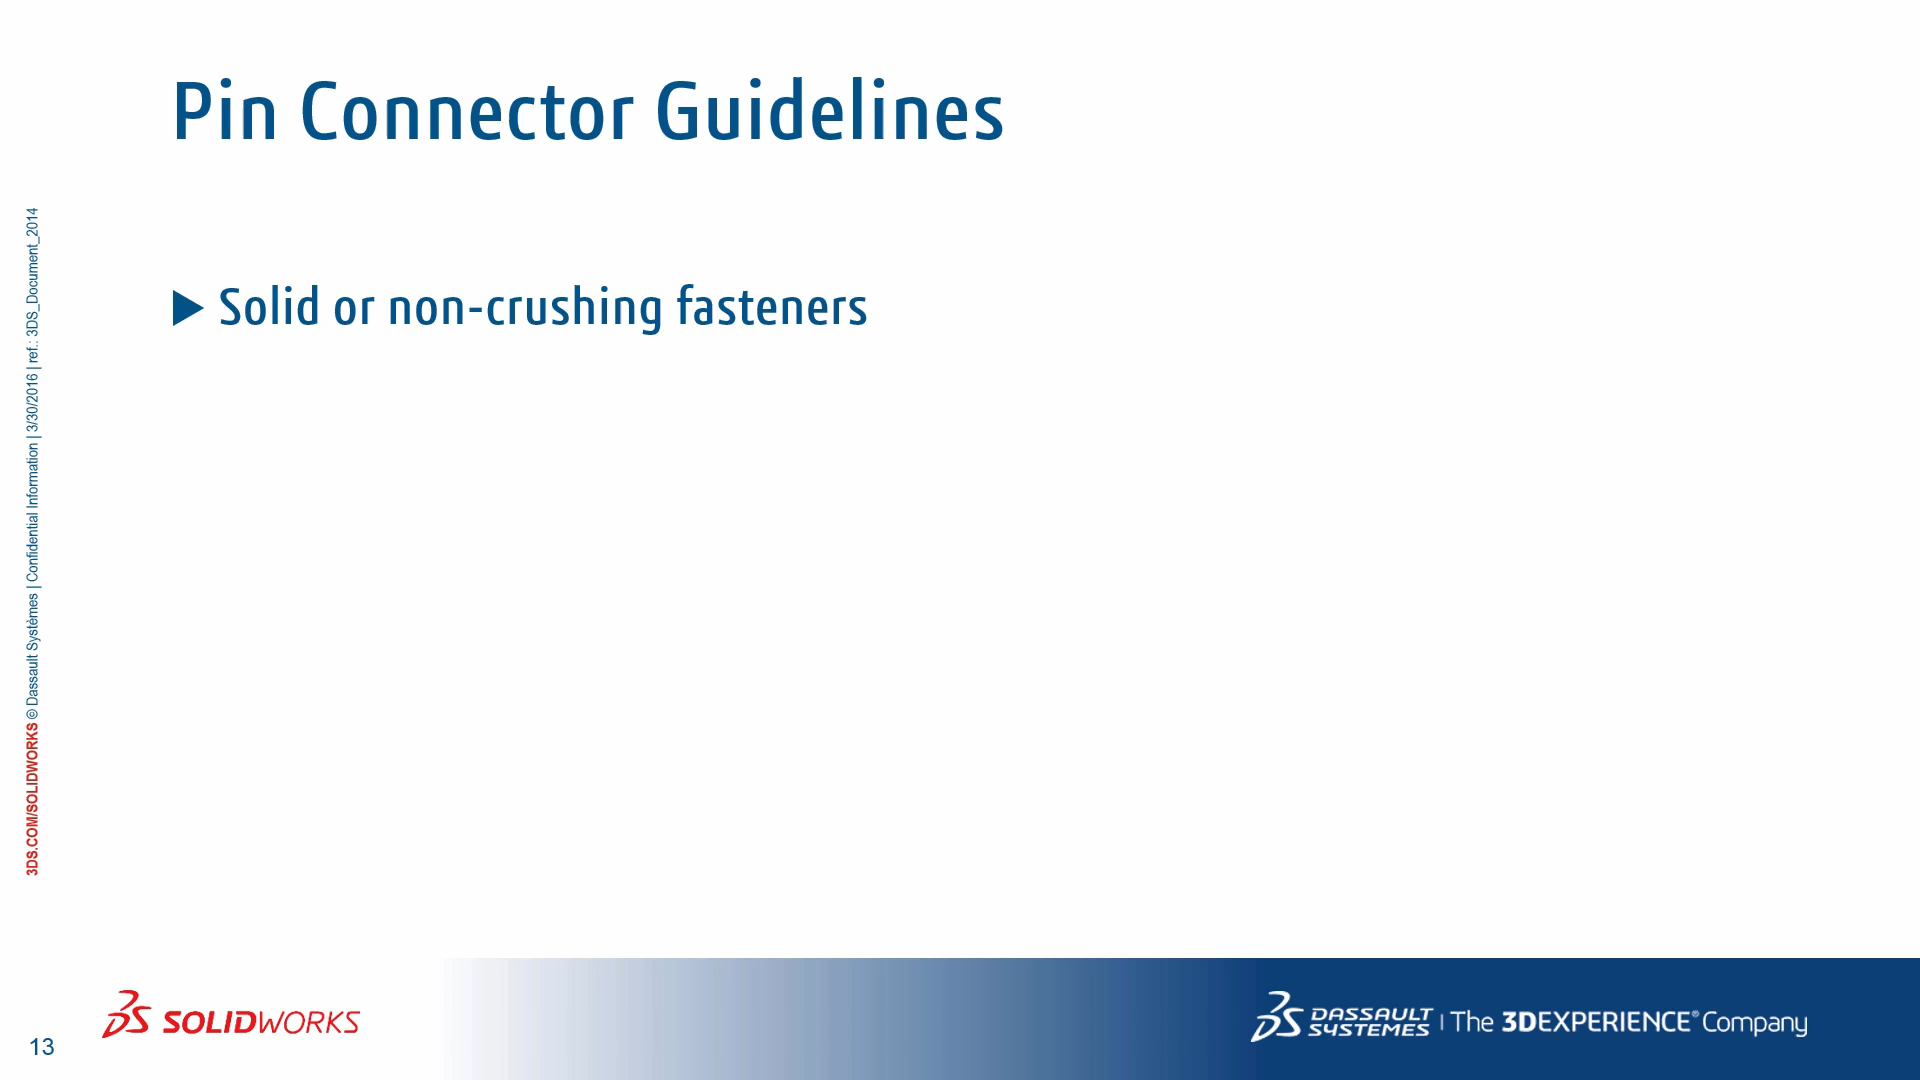 Pin Connector Guidelines
▶ Solid or non-crushing fasteners
3DS.COM/SOLIDWORKS © Dassault Systèmes | Confidential Information | 3/30/2016 | ref.: 3DS_Document_2014
13
SOLIDWORKS
DASSAULT SYSTEMES | The 3DEXPERIENCE® Company